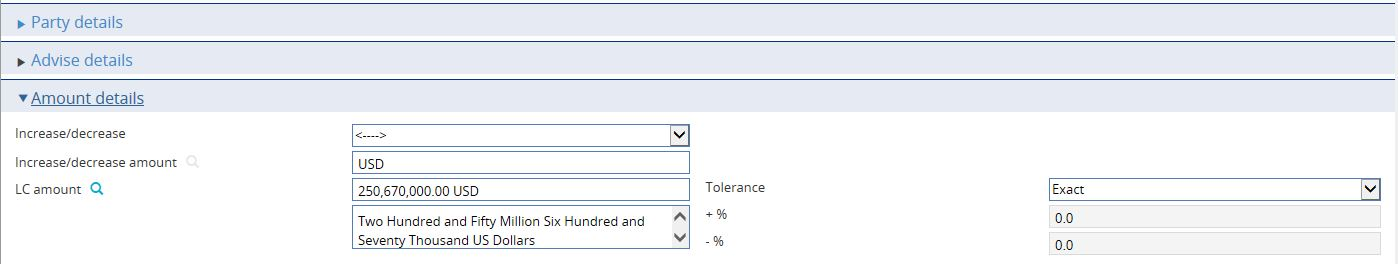 Party details
Advise details
Amount details
Increase/decrease
<---->
Increase/decrease amount
USD
LC amount
250,670,000.00 USD
Tolerance
Exact
Two Hundred and Fifty Million Six Hundred and
Seventy Thousand US Dollars
+ %
0.0
- %
0.0